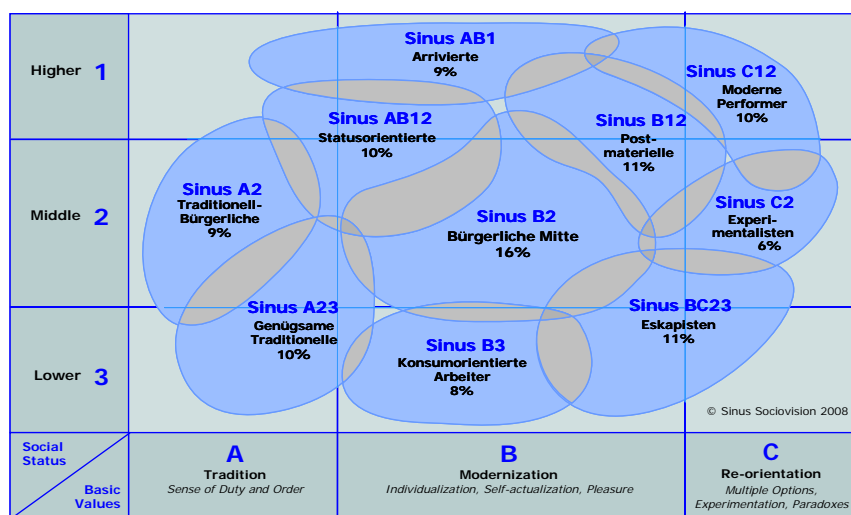 Sinus AB1
Arrivierte
9%
Higher 1
Sinus C12
Moderne
Performer
10%
Sinus AB12
Statusorientierte
10%
Sinus B12
Post-
materielle
11%
Middle 2
Sinus A2
Traditionell-
Bürgerliche
9%
Sinus B2
Bürgerliche Mitte
16%
Sinus C2
Experi-
mentalisten
6%
Sinus A23
Genügsame
Traditionelle
10%
Sinus BC23
Eskapisten
11%
Lower 3
Sinus B3
Konsumorientierte
Arbeiter
8%
© Sinus Sociovision 2008
Social
Status
Basic
Values
A
Tradition
Sense of Duty and Order
B
Modernization
Individualization, Self-actualization, Pleasure
C
Re-orientation
Multiple Options,
Experimentation, Paradoxes